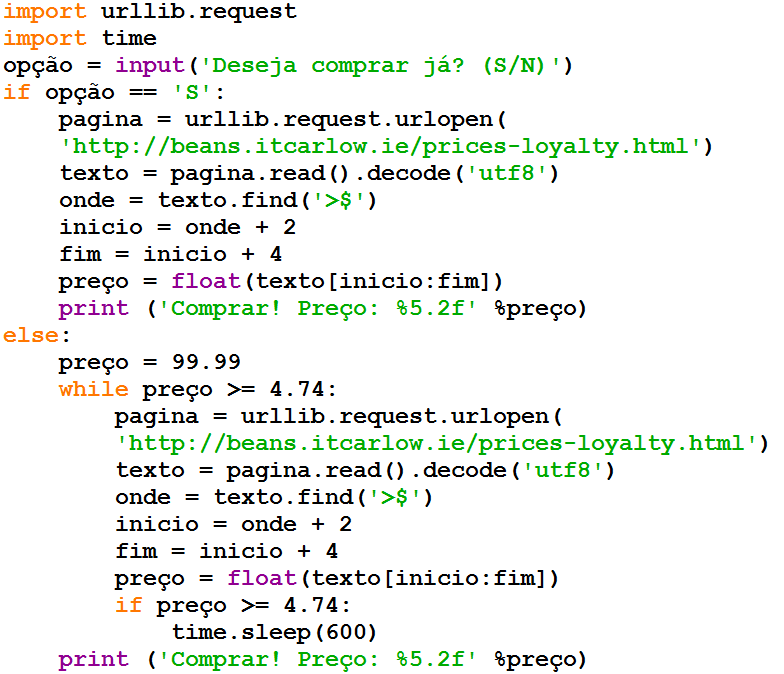 import urllib.request
import time
opção = input('Deseja comprar já? (S/N)')
if opção == 'S':
    pagina = urllib.request.urlopen(
    'http://beans.itcarlow.ie/prices-loyalty.html')
    texto = pagina.read().decode('utf8')
    onde = texto.find('>$')
    inicio = onde + 2
    fim = inicio + 4
    preço = float(texto[inicio:fim])
    print ('Comprar! Preço: %5.2f' %preço)
else:
    preço = 99.99
    while preço >= 4.74:
        pagina = urllib.request.urlopen(
        'http://beans.itcarlow.ie/prices-loyalty.html')
        texto = pagina.read().decode('utf8')
        onde = texto.find('>$')
        inicio = onde + 2
        fim = inicio + 4
        preço = float(texto[inicio:fim])
        if preço >= 4.74:
            time.sleep(600)
    print ('Comprar! Preço: %5.2f' %preço)